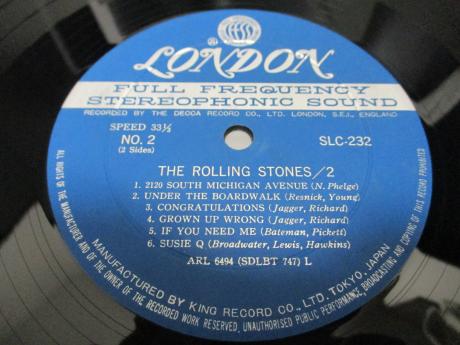 ®
LONDON
FULL FREQUENCY
STEREOPHONIC SOUND
RECORDED BY THE DECCA RECORD CO., LTD. LONDON, S.E.I., ENGLAND
SPEED 33⅓
NO. 2
(2 Sides)
SLC-232
THE ROLLING STONES/2
1. 2120 SOUTH MICHIGAN AVENUE (N. Phelge)
2. UNDER THE BOARDWALK (Resnick, Young)
3. CONGRATULATIONS (Jagger, Richard)
4. GROWN UP WRONG (Jagger, Richard)
5. IF YOU NEED ME (Bateman, Pickett)
6. SUSIE Q (Broadwater, Lewis, Hawkins)
ARL 6494 (SDLBT 747) L
MANUFACTURED BY KING RECORD CO., LTD. TOKYO, JAPAN
ALL RIGHTS OF THE MANUFACTURER AND OF THE OWNER OF THE RECORDED WORK RESERVED, UNAUTHORISED PUBLIC PERFORMANCE, BROADCASTING AND COPYING OF THIS RECORD PROHIBITED